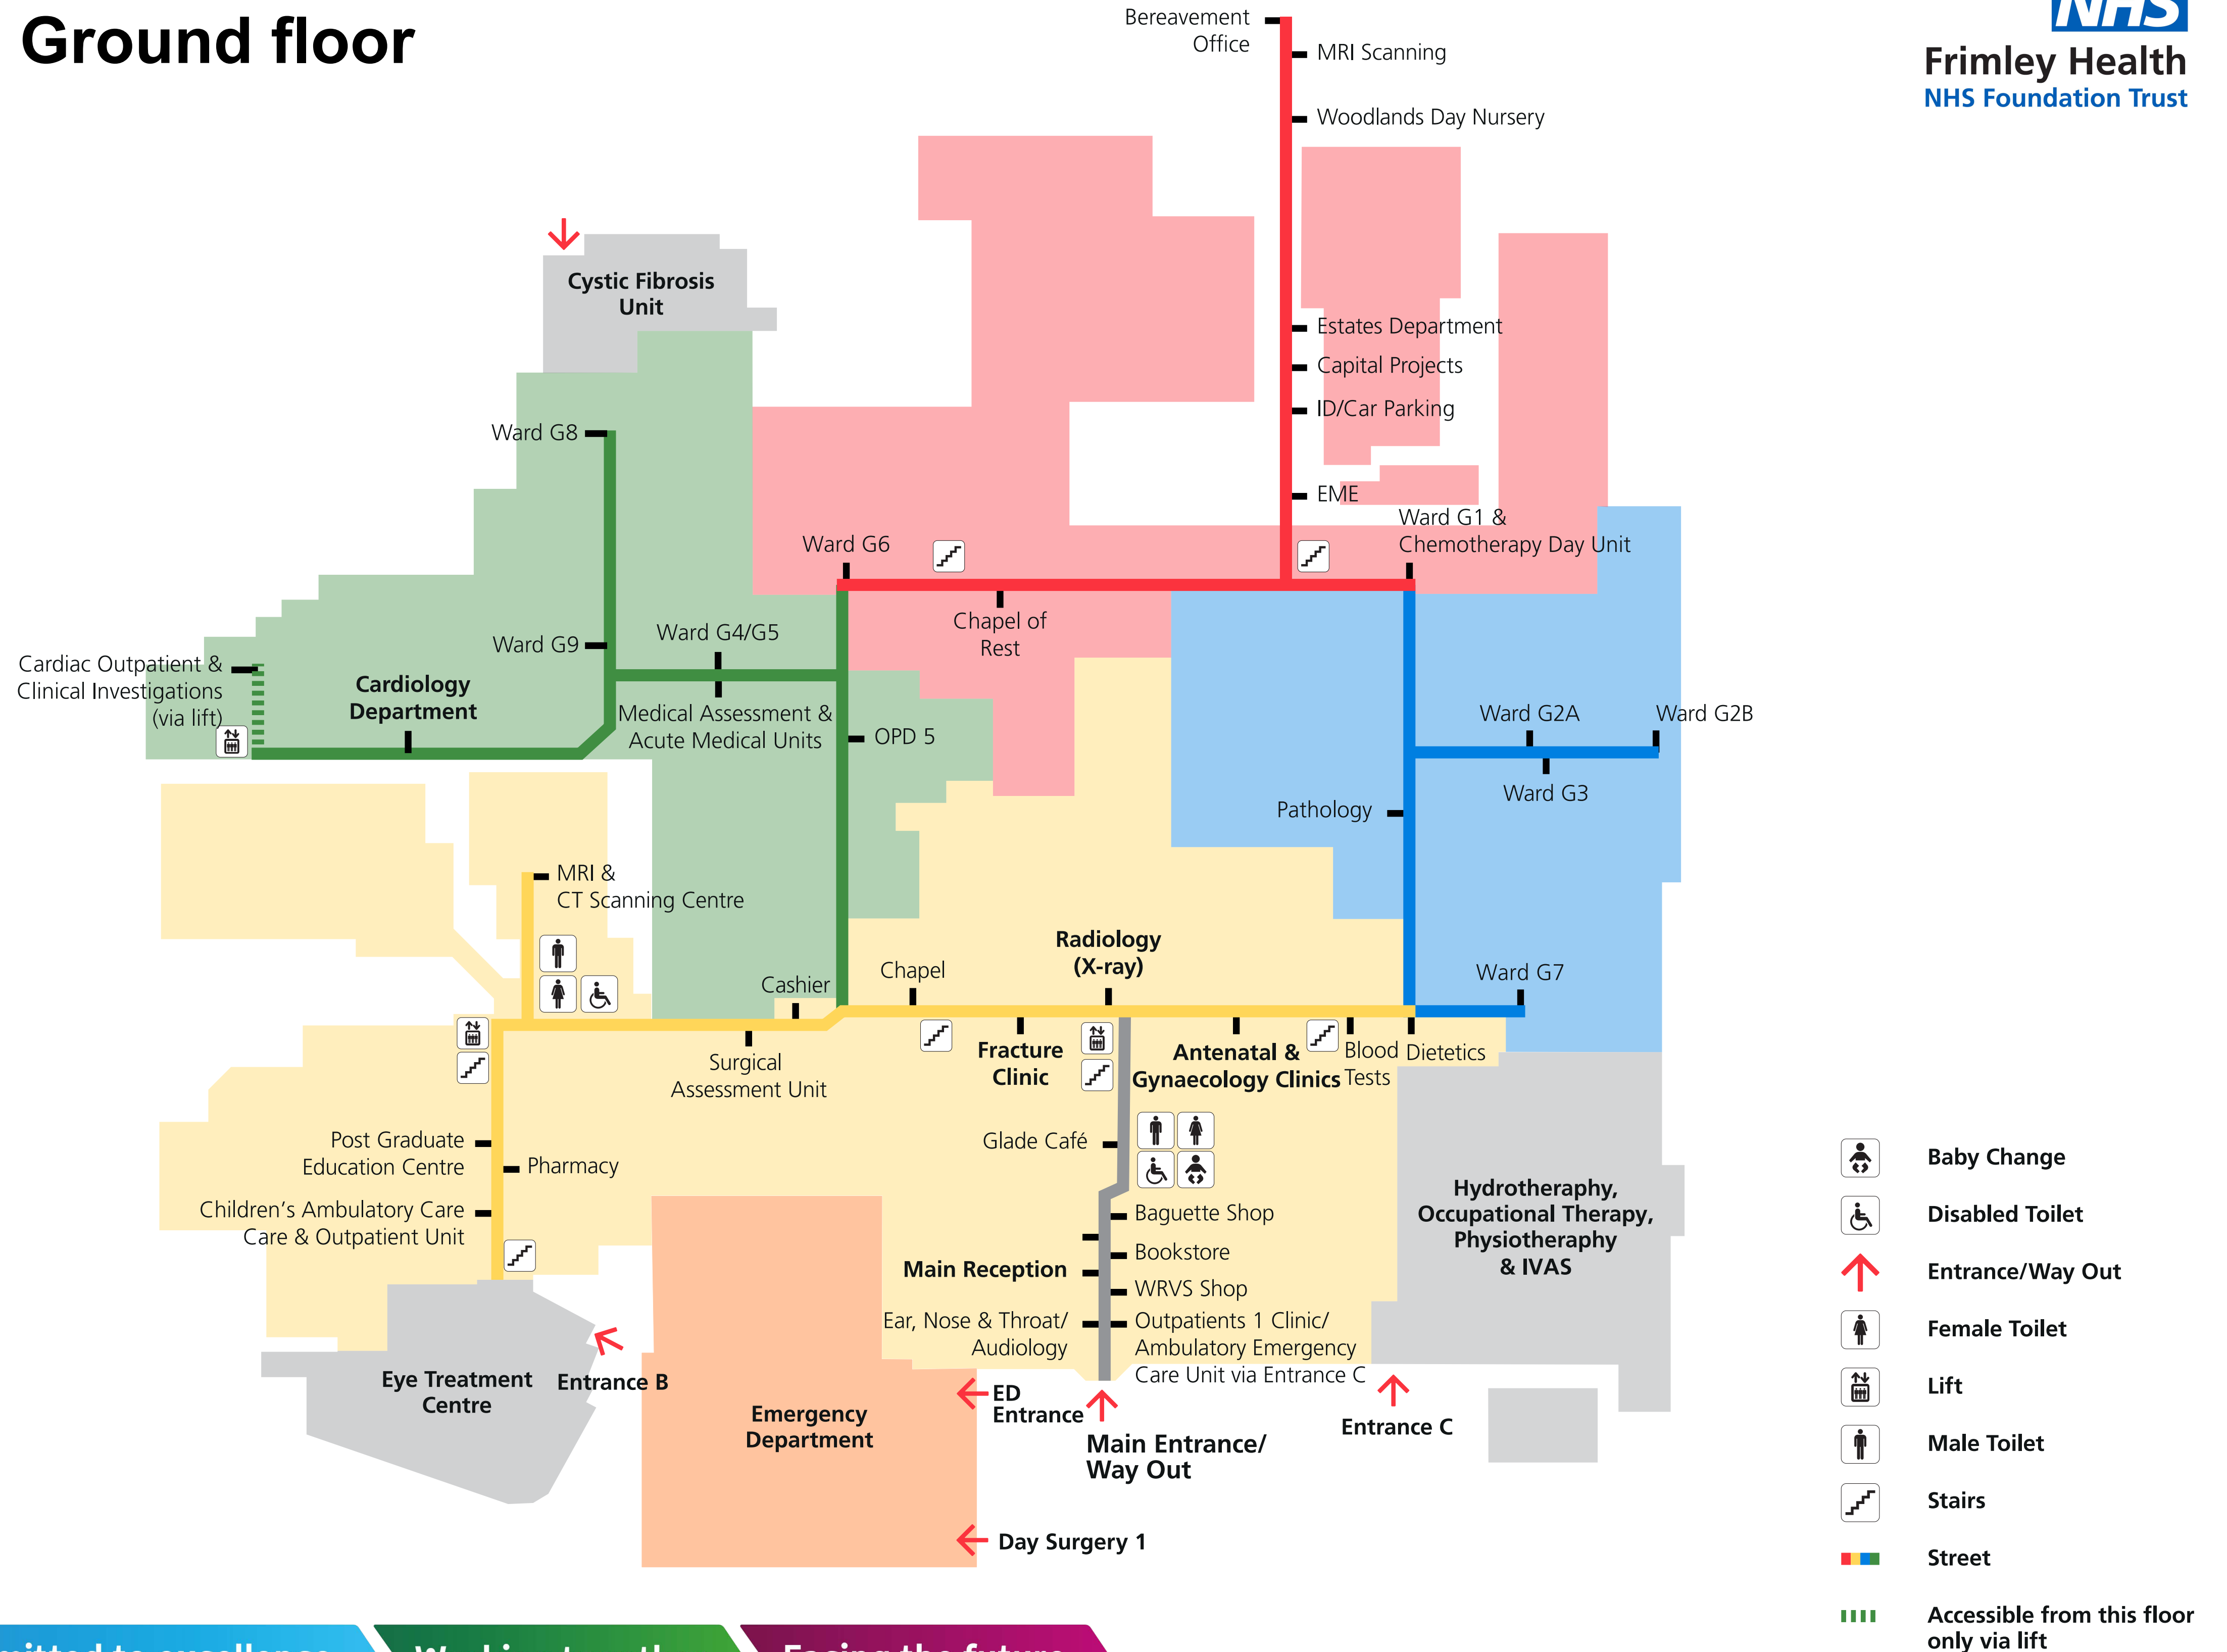 Ground floor
NHS
Frimley Health
NHS Foundation Trust
Bereavement
Office
MRI Scanning
Woodlands Day Nursery
Cystic Fibrosis
Unit
Estates Department
Capital Projects
ID/Car Parking
EME
Ward G8
Ward G6
Ward G1 &
Chemotherapy Day Unit
Chapel of
Rest
Ward G9
Ward G4/G5
Cardiac Outpatient &
Clinical Investigations
(via lift)
Cardiology
Department
Medical Assessment &
Acute Medical Units
OPD 5
Ward G2A
Ward G2B
Ward G3
Pathology
MRI &
CT Scanning Centre
Cashier
Chapel
Radiology
(X-ray)
Ward G7
Surgical
Assessment Unit
Fracture
Clinic
Antenatal &
Gynaecology Clinics
Blood
Tests
Dietetics
Post Graduate
Education Centre
Pharmacy
Children's Ambulatory Care
Care & Outpatient Unit
Glade Café
Baguette Shop
Bookstore
Main Reception
WRVS Shop
Ear, Nose & Throat/
Audiology
Outpatients 1 Clinic/
Ambulatory Emergency
Care Unit via Entrance C
Hydrotheraphy,
Occupational Therapy,
Physiotheraphy
& IVAS
Eye Treatment
Centre
Entrance B
Emergency
Department
ED
Entrance
Main Entrance/
Way Out
Entrance C
Day Surgery 1
Baby Change
Disabled Toilet
Entrance/Way Out
Female Toilet
Lift
Male Toilet
Stairs
Street
Accessible from this floor
only via lift